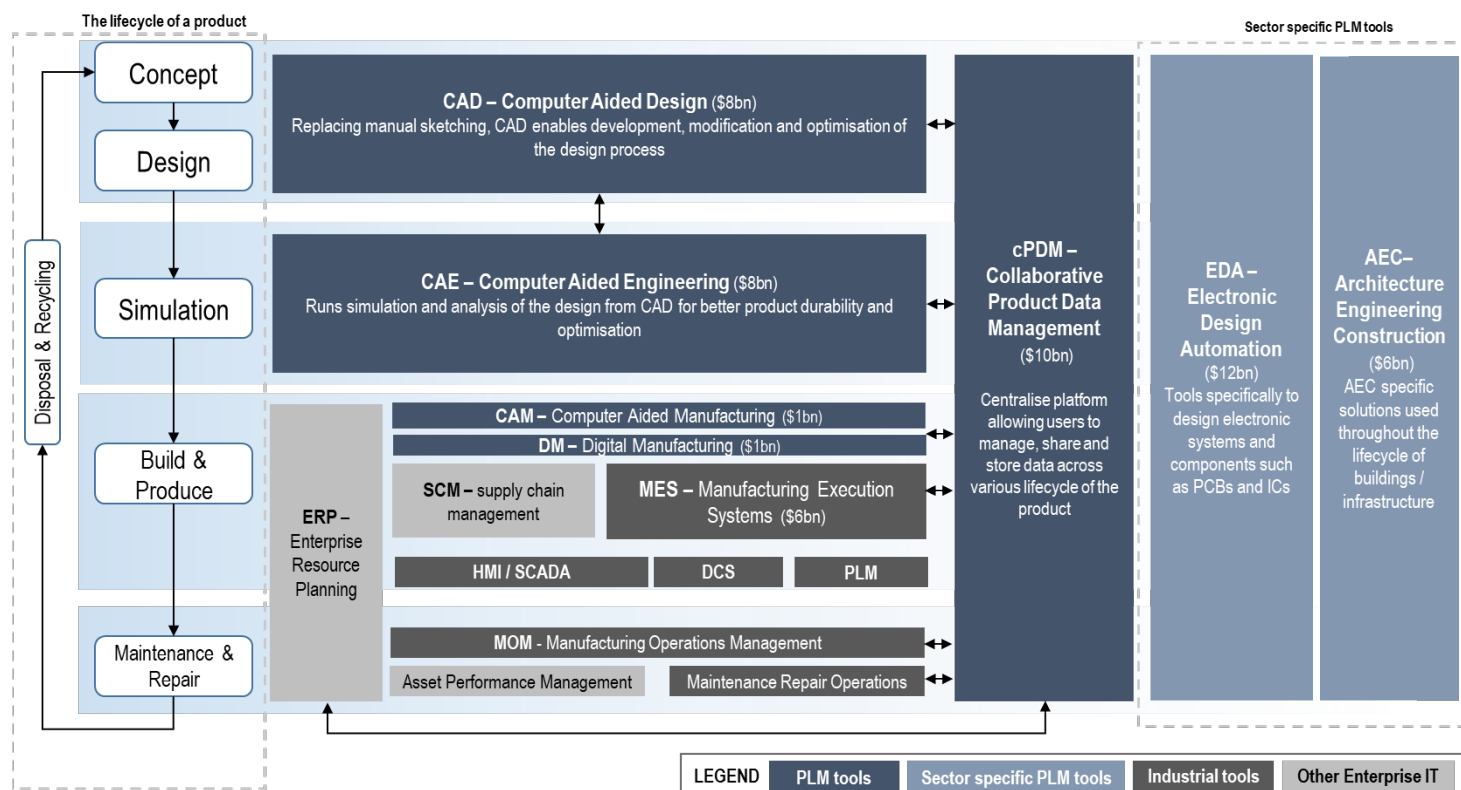 The lifecycle of a product
Sector specific PLM tools
Concept
Design
Simulation
Build &
Produce
Maintenance &
Repair
Disposal & Recycling
CAD – Computer Aided Design ($8bn)
Replacing manual sketching, CAD enables development, modification and optimisation of
the design process
CAE – Computer Aided Engineering ($8bn)
Runs simulation and analysis of the design from CAD for better product durability and
optimisation
ERP –
Enterprise
Resource
Planning
CAM – Computer Aided Manufacturing ($1bn)
DM – Digital Manufacturing ($1bn)
SCM – supply chain
management
MES – Manufacturing Execution
Systems ($6bn)
HMI / SCADA
DCS
PLM
MOM - Manufacturing Operations Management
Asset Performance Management
Maintenance Repair Operations
cPDM –
Collaborative
Product Data
Management
($10bn)
Centralise platform
allowing users to
manage, share and
store data across
various lifecycle of the
product
EDA –
Electronic
Design
Automation
($12bn)
Tools specifically to
design electronic
systems and
components such
as PCBs and ICs
AEC–
Architecture
Engineering
Construction
($6bn)
AEC specific
solutions used
throughout the
lifecycle of
buildings /
infrastructure
LEGEND
PLM tools
Sector specific PLM tools
Industrial tools
Other Enterprise IT